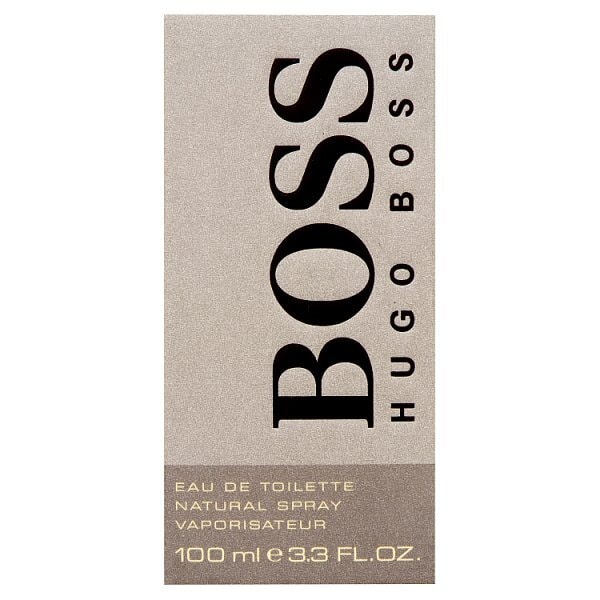 BOSS
HUGO BOSS
EAU DE TOILETTE
NATURAL SPRAY
VAPORISATEUR
100 ml e 3.3 FL.OZ.